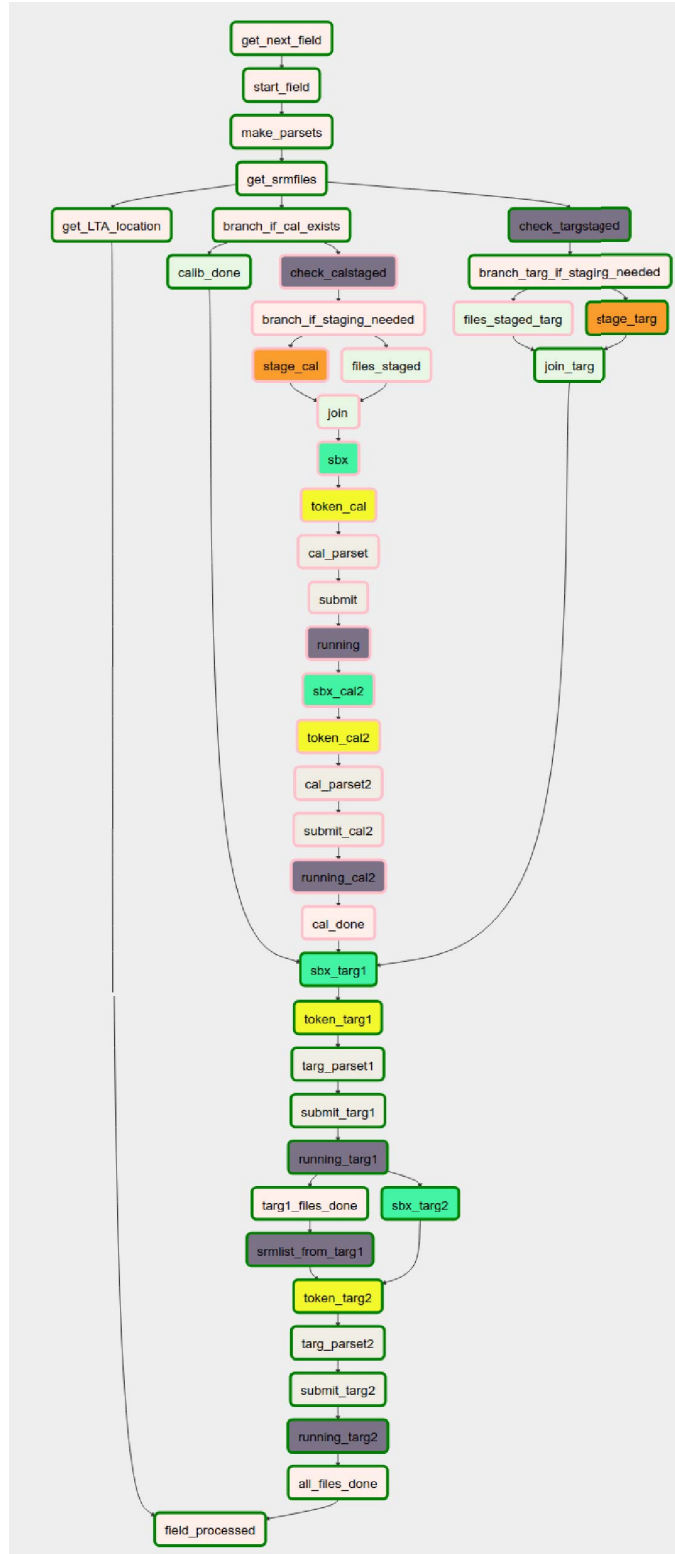 get_next_field
start_field
make_parsets
get_srmfiles
get_LTA_location
branch_if_cal_exists
check_targstaged
calib_done
check_calstaged
branch_targ_if_staging_needed
branch_if_staging_needed
files_staged_targ
stage_targ
stage_cal
files_staged
join_targ
join
sbx
token_cal
cal_parset
submit
running
sbx_cal2
token_cal2
cal_parset2
submit_cal2
running_cal2
cal_done
sbx_targ1
token_targ1
targ_parset1
submit_targ1
running_targ1
targ1_files_done
sbx_targ2
srmlist_from_targ1
token_targ2
targ_parset2
submit_targ2
running_targ2
all_files_done
field_processed